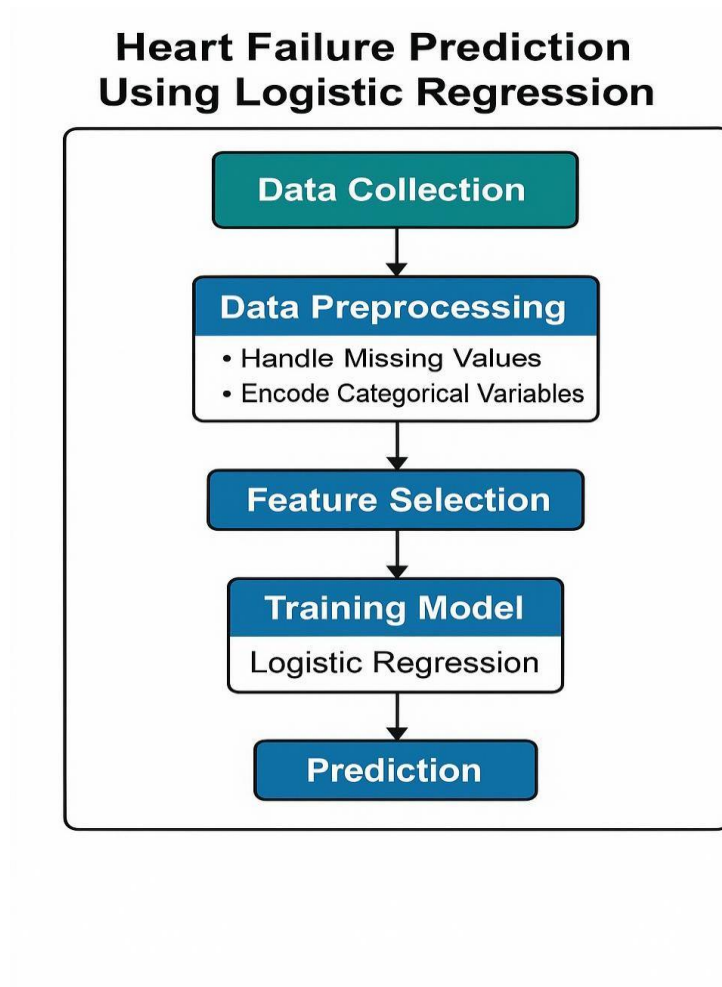 Heart Failure Prediction
Using Logistic Regression
Data Collection
Data Preprocessing
• Handle Missing Values
• Encode Categorical Variables
Feature Selection
Training Model
Logistic Regression
Prediction